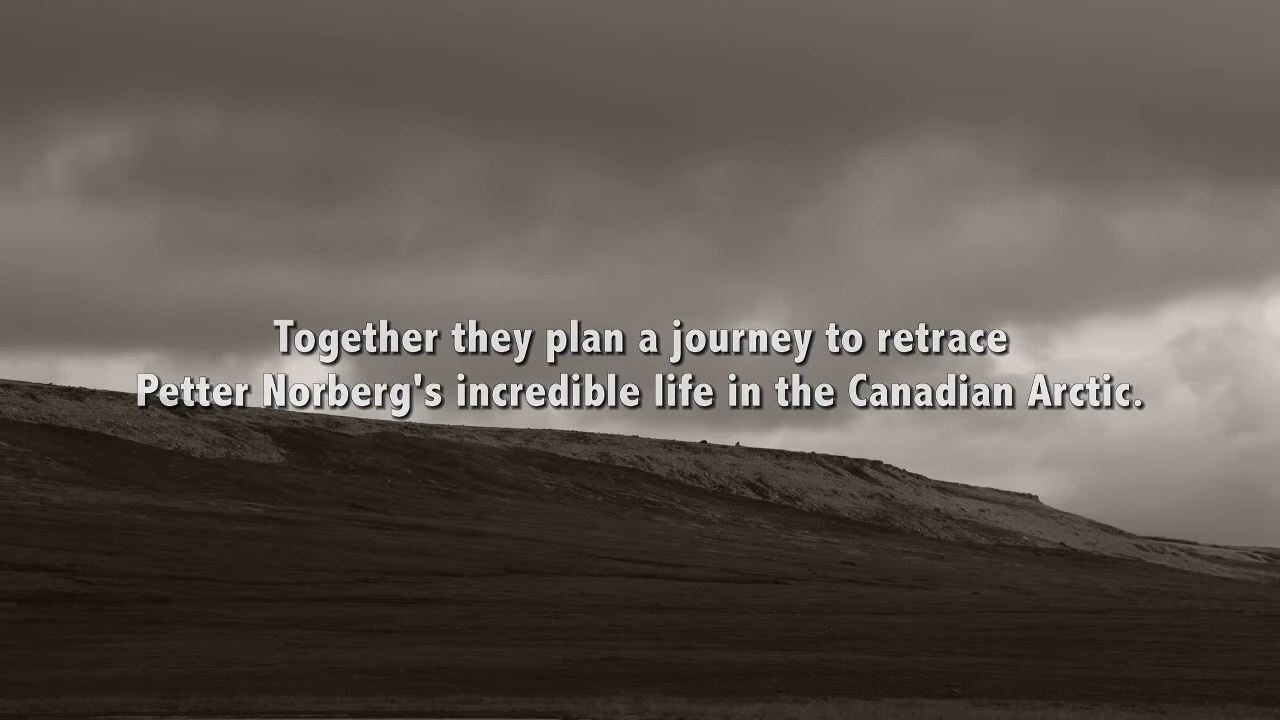 Together they plan a journey to retrace
Petter Norberg's incredible life in the Canadian Arctic.